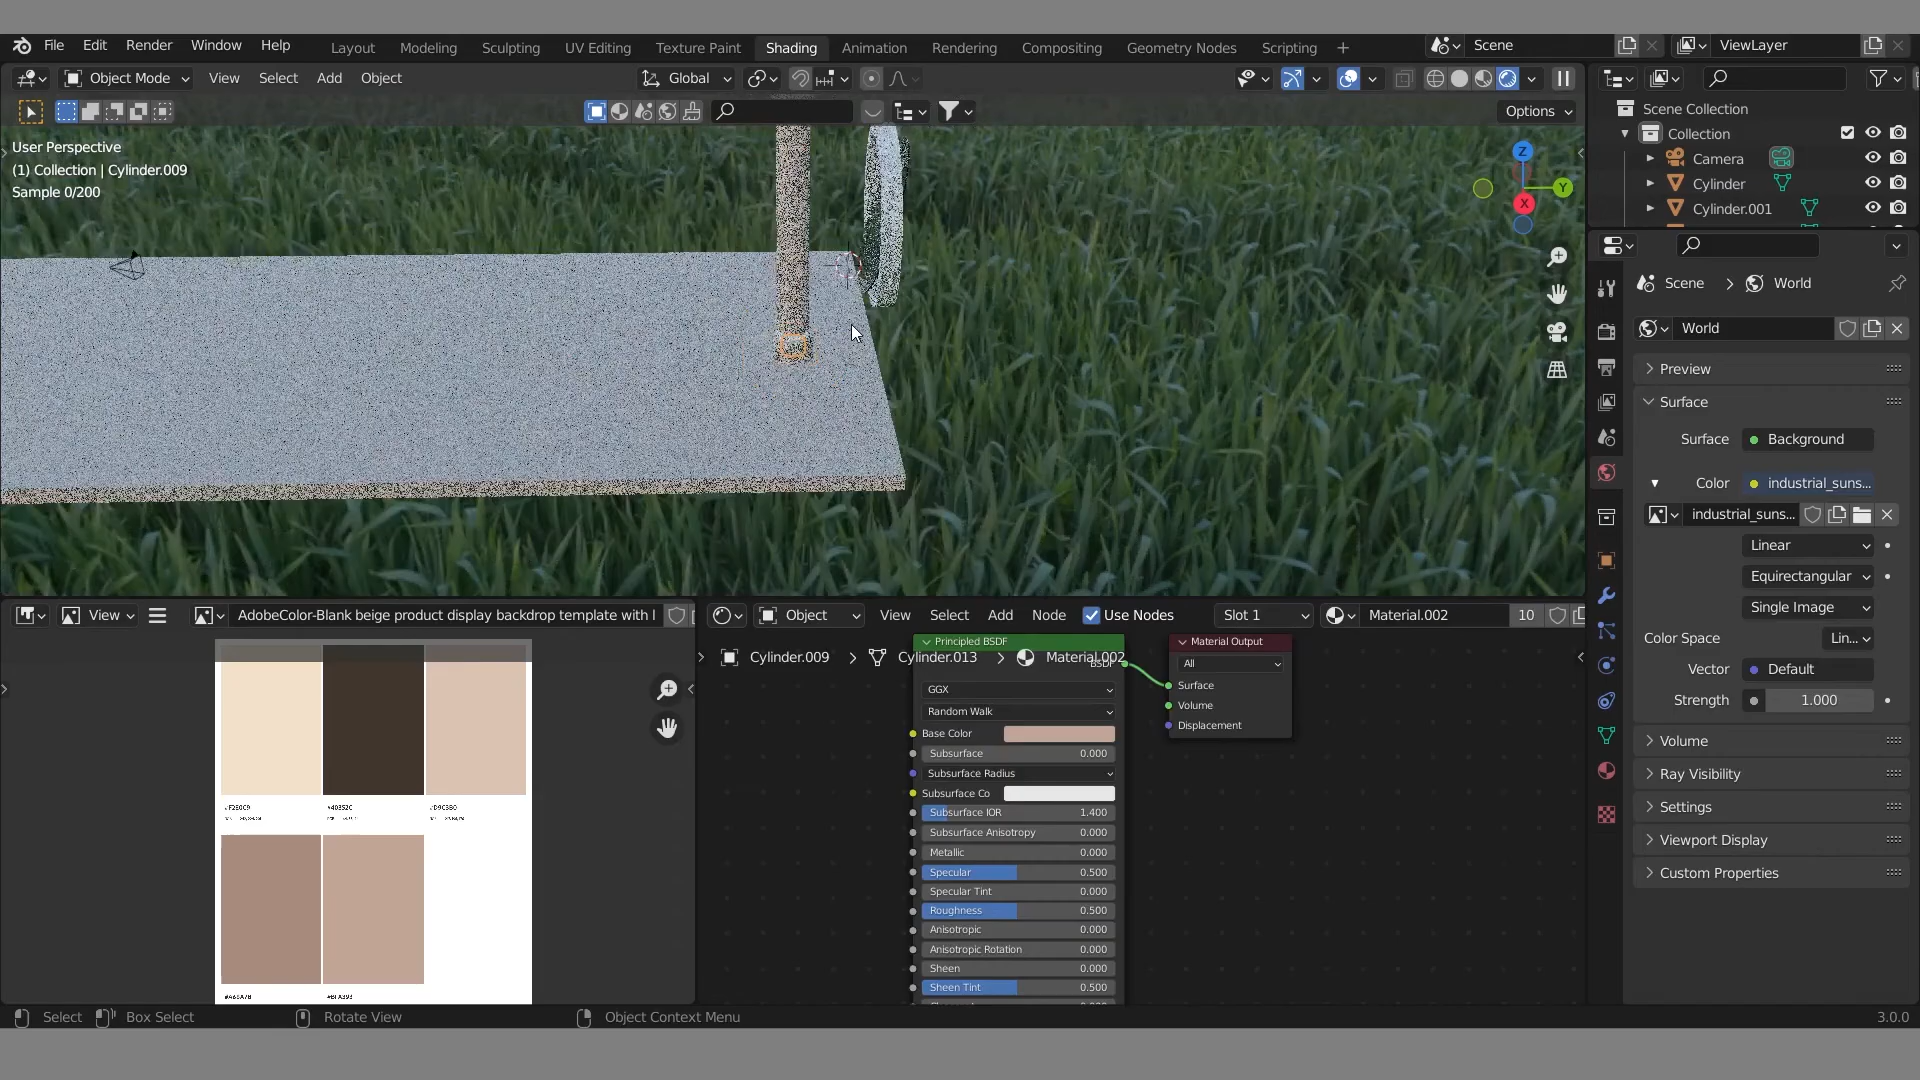 File Edit Render Window Help
Layout Modeling Sculpting UV Editing Texture Paint Shading Animation Rendering Compositing Geometry Nodes Scripting +
Scene
ViewLayer
Object Mode View Select Add Object
Global
Options
User Perspective
(1) Collection | Cylinder.009
Sample 0/200
Z
Y
X
Scene Collection
Collection
Camera
Cylinder
Cylinder.001
Scene > World
World
Preview
Surface
Surface Background
Color industrial_suns...
industrial_suns...
Linear
Equirectangular
Single Image
Color Space Lin...
Vector Default
Strength 1.000
Volume
Ray Visibility
Settings
Viewport Display
Custom Properties
View AdobeColor-Blank beige product display backdrop template with l
#F2E0C9 #40352C #D9C3B0
#A68A7B #BFA393
Object View Select Add Node Use Nodes Slot 1 Material.002 10
Cylinder.009 > Cylinder.013 > Material.002
Principled BSDF
BSDF
GGX
Random Walk
Base Color
Subsurface 0.000
Subsurface Radius
Subsurface Co
Subsurface IOR 1.400
Subsurface Anisotropy 0.000
Metallic 0.000
Specular 0.500
Specular Tint 0.000
Roughness 0.500
Anisotropic 0.000
Anisotropic Rotation 0.000
Sheen 0.000
Sheen Tint 0.500
Material Output
All
Surface
Volume
Displacement
Select Box Select Rotate View Object Context Menu 3.0.0